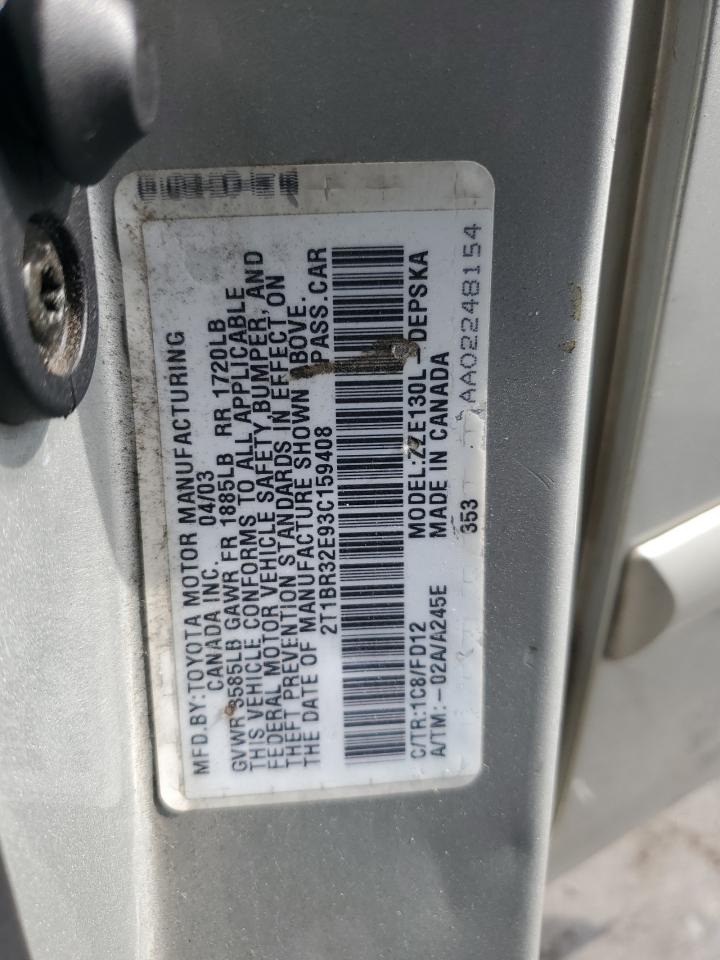 MFD.BY:TOYOTA MOTOR MANUFACTURING
CANADA INC. 04/03
GVWR 3585LB GAWR FR 1885LB RR 1720LB
THIS VEHICLE CONFORMS TO ALL APPLICABLE
FEDERAL MOTOR VEHICLE SAFETY,BUMPER, AND
THEFT PREVENTION STANDARDS IN EFFECT ON
THE DATE OF MANUFACTURE SHOWN ABOVE.
2T1BR32E93C159408 PASS.CAR
C/TR:1C8/FD12 MODEL:ZZE130L-DEPSKA
A/TM:-02A/A245E MADE IN CANADA
353 AA02248154